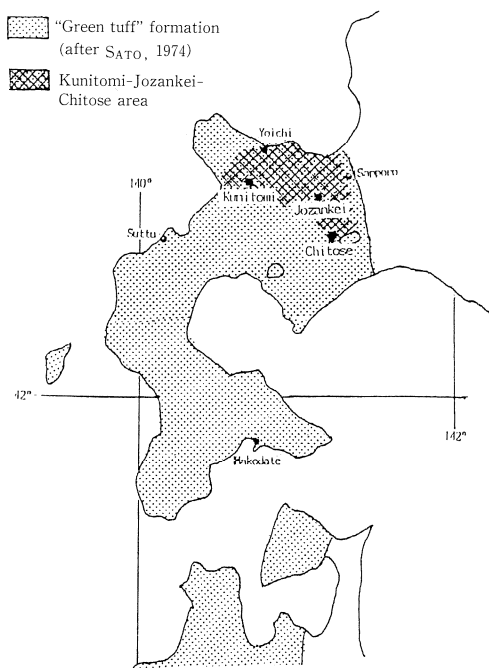 “Green tuff” formation
(after SATO, 1974)
Kunitomi-Jozankei-
Chitose area
Yoichi
Sapporo
140°
Kunitomi
Jozankei
Suttu
Chitose
42°
142°
Hakodate